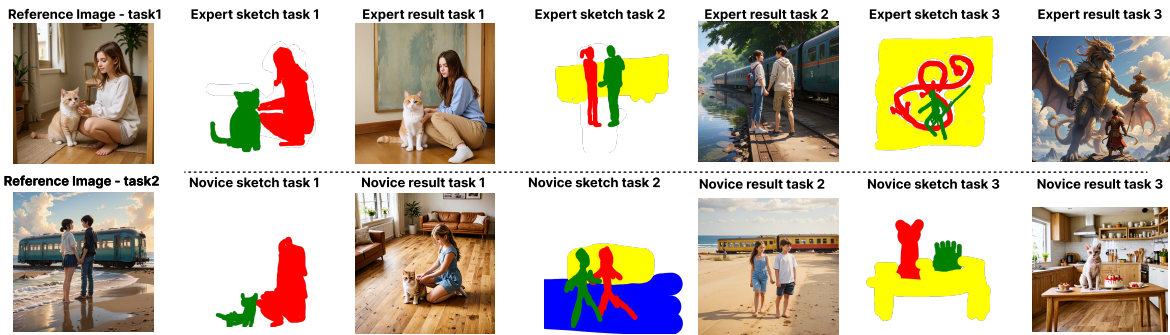 Reference Image - task1
Expert sketch task 1
Expert result task 1
Expert sketch task 2
Expert result task 2
Expert sketch task 3
Expert result task 3
Reference Image - task2
Novice sketch task 1
Novice result task 1
Novice sketch task 2
Novice result task 2
Novice sketch task 3
Novice result task 3